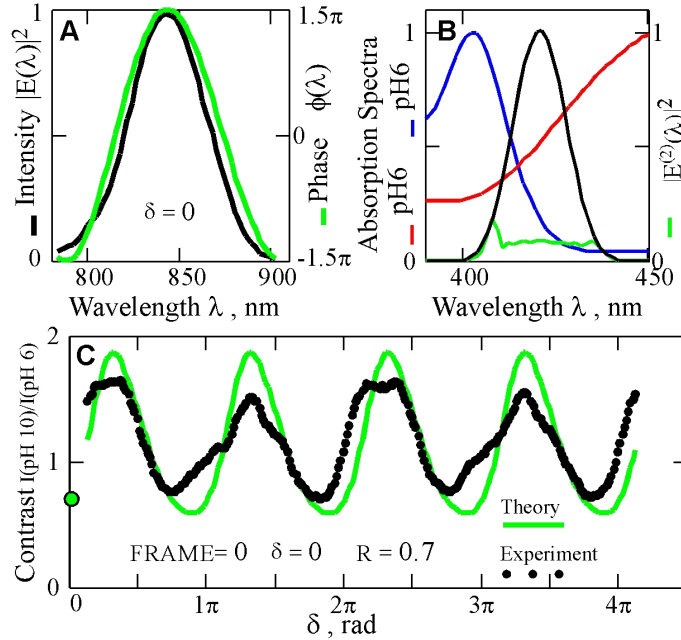 A
1
Intensity |E(λ)|²
0
δ = 0
1.5π
0
-1.5π
Phase ϕ(λ)
800 850 900
Wavelength λ , nm
B
Absorption Spectra
pH6 pH6
1
0
1
0
|E⁽²⁾(λ)|²
400 450
Wavelength λ , nm
C
2
1
0
Contrast I(pH 10)/I(pH 6)
FRAME= 0 δ = 0 R = 0.7
Theory
Experiment
0 1π 2π 3π 4π
δ , rad